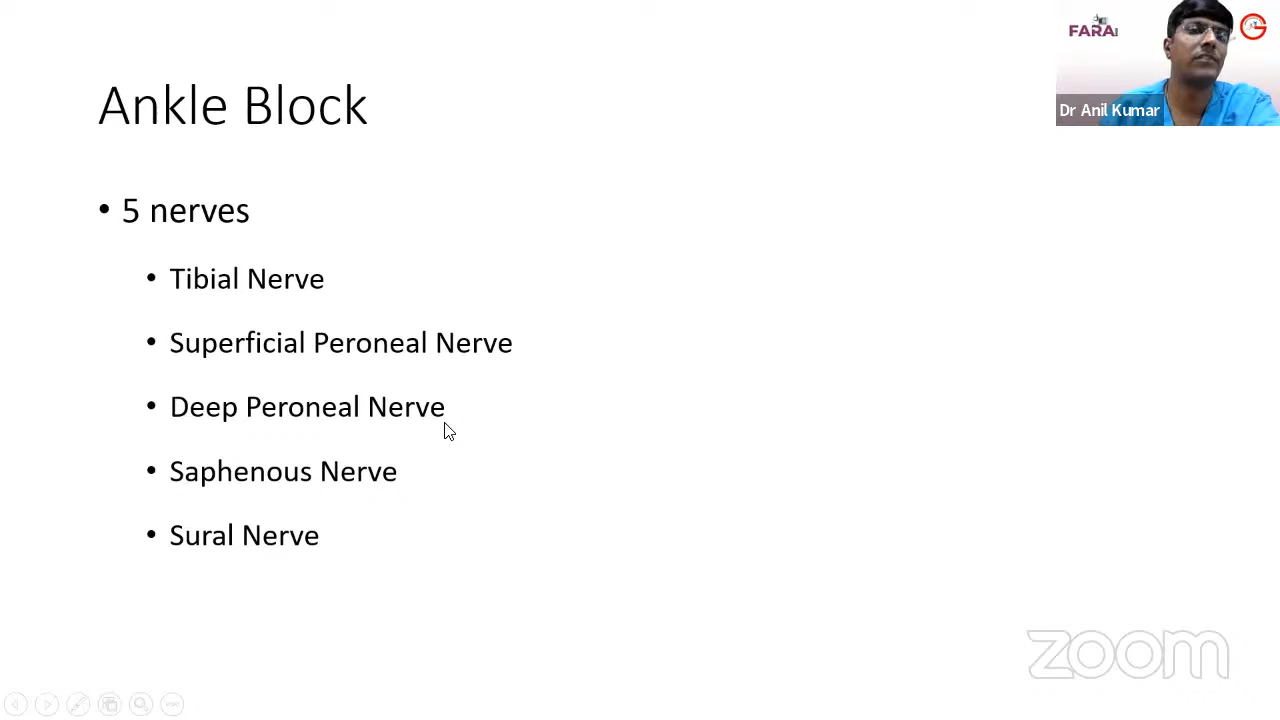 FARA
Dr Anil Kumar
Ankle Block
• 5 nerves
• Tibial Nerve
• Superficial Peroneal Nerve
• Deep Peroneal Nerve
• Saphenous Nerve
• Sural Nerve
zoom